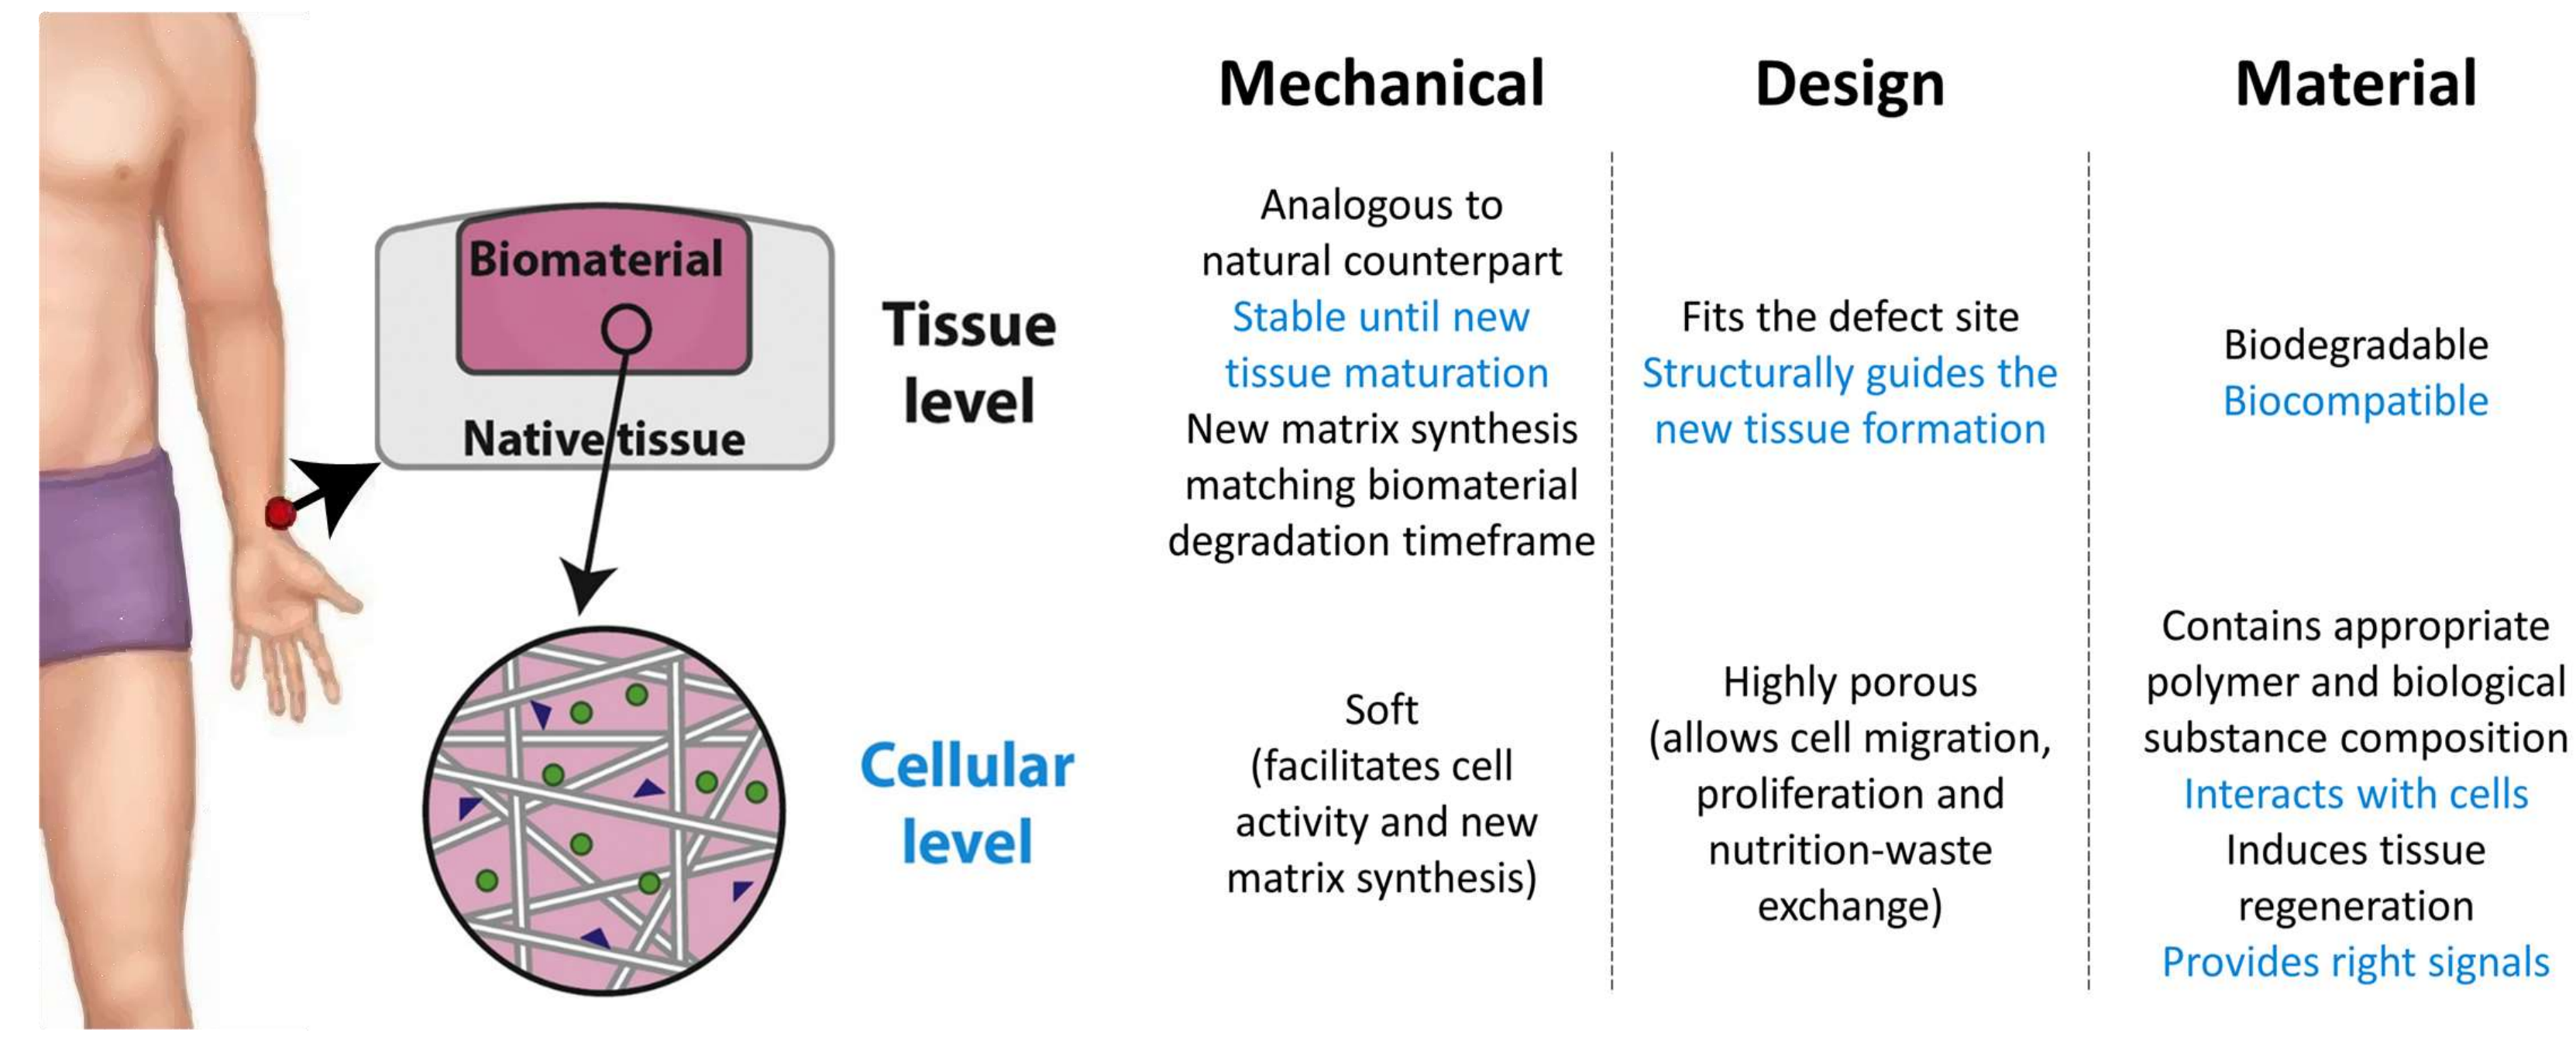 Mechanical
Design
Material
Biomaterial
Native tissue
Tissue
level
Analogous to
natural counterpart
Stable until new
tissue maturation
New matrix synthesis
matching biomaterial
degradation timeframe
Fits the defect site
Structurally guides the
new tissue formation
Biodegradable
Biocompatible
Cellular
level
Soft
(facilitates cell
activity and new
matrix synthesis)
Highly porous
(allows cell migration,
proliferation and
nutrition-waste
exchange)
Contains appropriate
polymer and biological
substance composition
Interacts with cells
Induces tissue
regeneration
Provides right signals